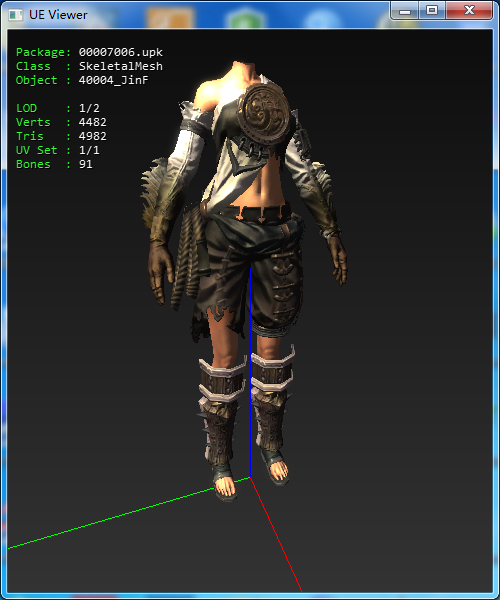 UE Viewer
Package: 00007006.upk
Class : SkeletalMesh
Object : 40004_JinF
LOD : 1/2
Verts : 4482
Tris : 4982
UV Set : 1/1
Bones : 91